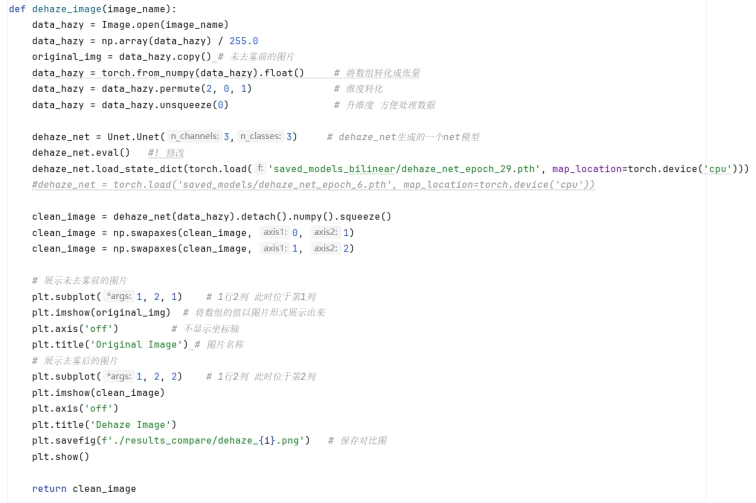 def dehaze_image(image_name):
    data_hazy = Image.open(image_name)
    data_hazy = np.array(data_hazy) / 255.0
    original_img = data_hazy.copy() # 未去雾前的图片
    data_hazy = torch.from_numpy(data_hazy).float()     # 将数组转化成张量
    data_hazy = data_hazy.permute(2, 0, 1)              # 维度转化
    data_hazy = data_hazy.unsqueeze(0)                  # 升维度 方便处理数据

    dehaze_net = Unet.Unet( n_channels: 3, n_classes: 3)     # dehaze_net生成的一个net模型
    dehaze_net.eval()   #! 修改
    dehaze_net.load_state_dict(torch.load( f: 'saved_models_bilinear/dehaze_net_epoch_29.pth', map_location=torch.device('cpu')))
    #dehaze_net = torch.load('saved_models/dehaze_net_epoch_6.pth', map_location=torch.device('cpu'))

    clean_image = dehaze_net(data_hazy).detach().numpy().squeeze()
    clean_image = np.swapaxes(clean_image, axis1: 0, axis2: 1)
    clean_image = np.swapaxes(clean_image, axis1: 1, axis2: 2)

    # 展示未去雾前的图片
    plt.subplot( *args: 1, 2, 1)    # 1行2列 此时位于第1列
    plt.imshow(original_img)  # 将数组的值以图片形式展示出来
    plt.axis('off')         # 不显示坐标轴
    plt.title('Original Image') # 图片名称
    # 展示去雾后的图片
    plt.subplot( *args: 1, 2, 2)    # 1行2列 此时位于第2列
    plt.imshow(clean_image)
    plt.axis('off')
    plt.title('Dehaze Image')
    plt.savefig(f'./results_compare/dehaze_{i}.png')   # 保存对比图
    plt.show()

    return clean_image